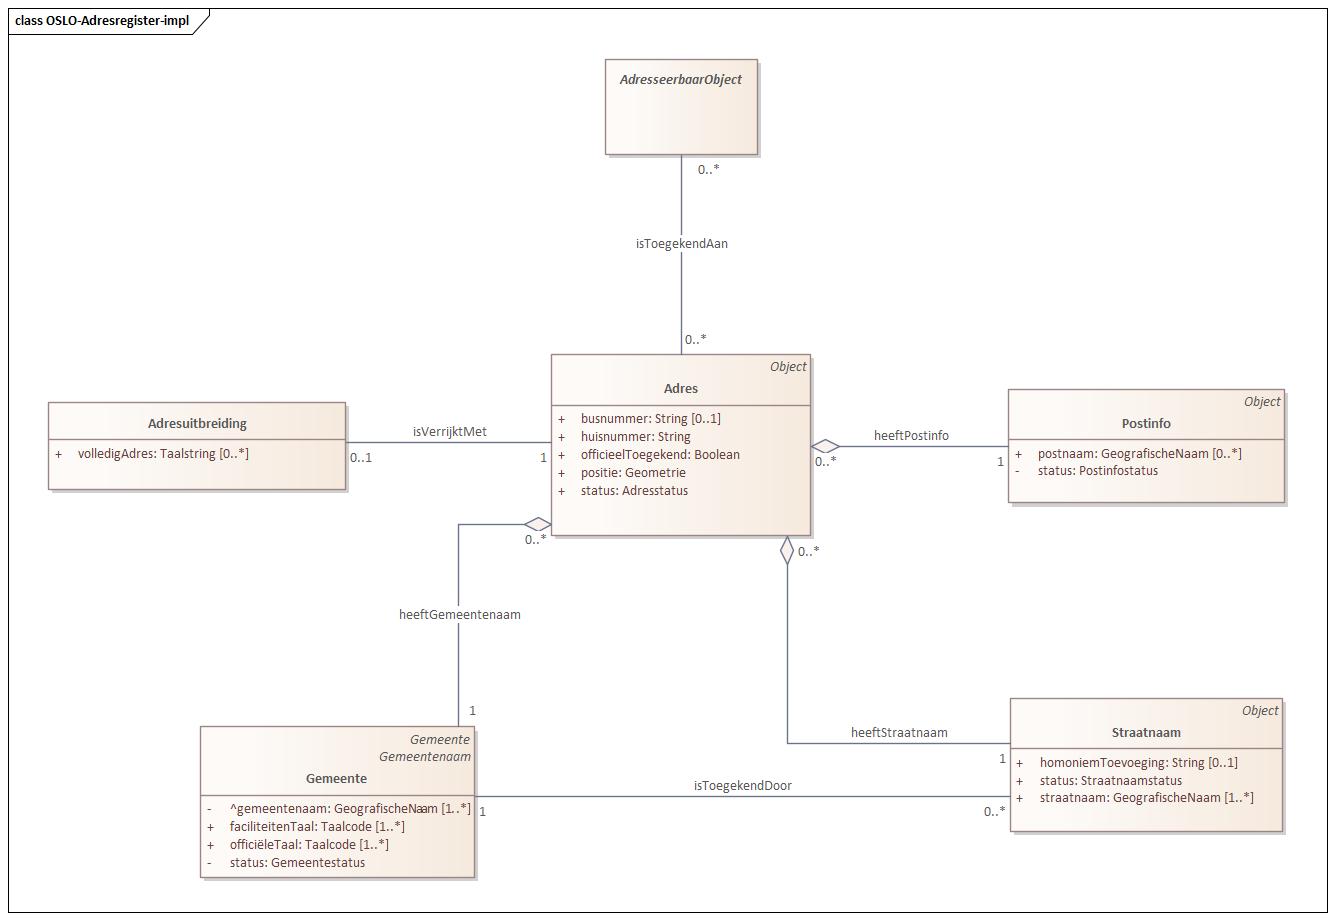 class OSLO-Adresregister-impl
AdresseerbaarObject
0..*
isToegekendAan
0..*
Object
Adres
+ busnummer: String [0..1]
+ huisnummer: String
+ officieelToegekend: Boolean
+ positie: Geometrie
+ status: Adresstatus
Adresuitbreiding
+ volledigAdres: Taalstring [0..*]
isVerrijktMet
0..1
1
heeftPostinfo
0..*
1
Object
Postinfo
+ postnaam: GeografischeNaam [0..*]
- status: Postinfostatus
0..*
heeftGemeentenaam
1
0..*
heeftStraatnaam
1
Gemeente
Gemeentenaam
Gemeente
- ^gemeentenaam: GeografischeNaam [1..*]
+ faciliteitenTaal: Taalcode [1..*]
+ officiëleTaal: Taalcode [1..*]
- status: Gemeentestatus
isToegekendDoor
1
0..*
Object
Straatnaam
+ homoniemToevoeging: String [0..1]
+ status: Straatnaamstatus
+ straatnaam: GeografischeNaam [1..*]